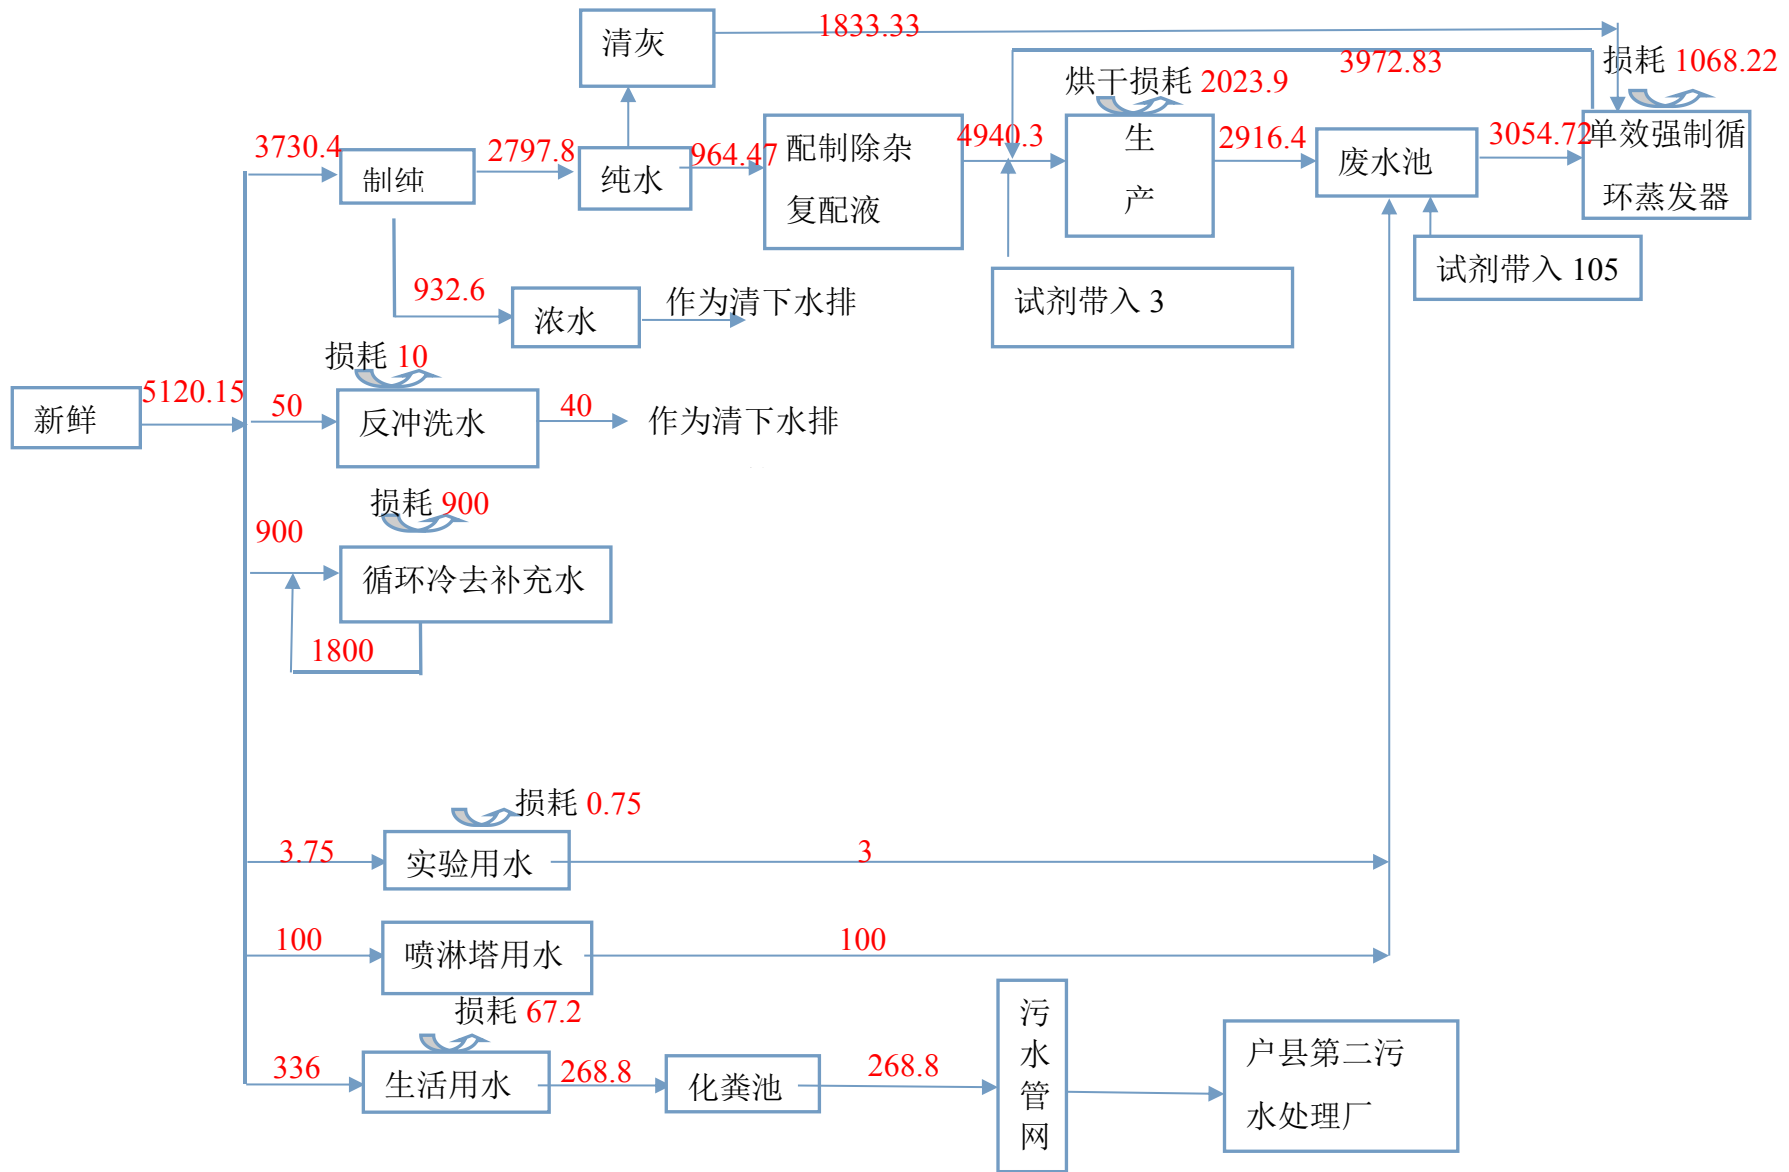 清灰
1833.33
3972.83
损耗 1068.22
烘干损耗 2023.9
3730.4
制纯
2797.8
纯水
964.47
配制除杂
复配液
4940.3
生
产
2916.4
废水池
3054.72
单效强制循
环蒸发器
试剂带入 3
试剂带入 105
932.6
浓水
作为清下水排
损耗 10
新鲜
5120.15
50
反冲洗水
40
作为清下水排
损耗 900
900
循环冷去补充水
1800
损耗 0.75
3.75
实验用水
3
100
喷淋塔用水
100
损耗 67.2
336
生活用水
268.8
化粪池
268.8
污
水
管
网
户县第二污
水处理厂